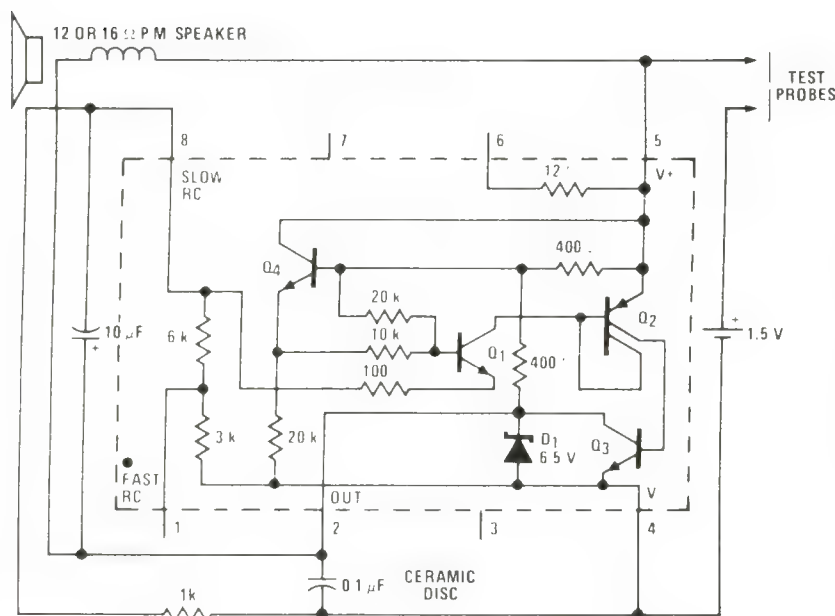 12 OR 16 Ω P M SPEAKER
TEST
PROBES
8
7
6
5
SLOW
RC
12
V+
400
Q4
20 k
10 k
Q1
Q2
10 µF
+
6 k
100
400
+
1.5 V
3 k
20 k
D1
6.5 V
Q3
FAST
RC
OUT
V
1
2
3
4
0.1 µF
CERAMIC
DISC
1k